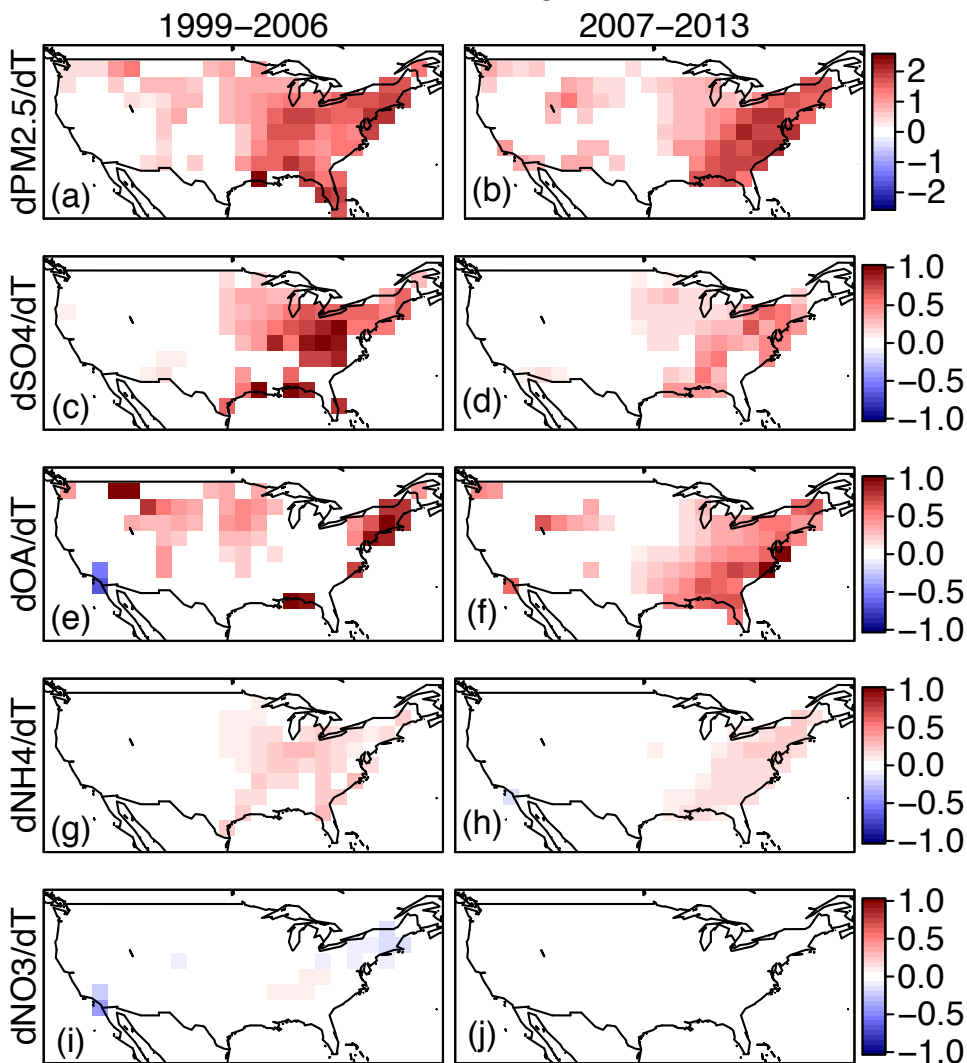 1999−2006 2007−2013
dPM2.5/dT (a) (b) 2 1 0 −1 −2
dSO4/dT (c) (d) 1.0 0.5 0.0 −0.5 −1.0
dOA/dT (e) (f) 1.0 0.5 0.0 −0.5 −1.0
dNH4/dT (g) (h) 1.0 0.5 0.0 −0.5 −1.0
dNO3/dT (i) (j) 1.0 0.5 0.0 −0.5 −1.0